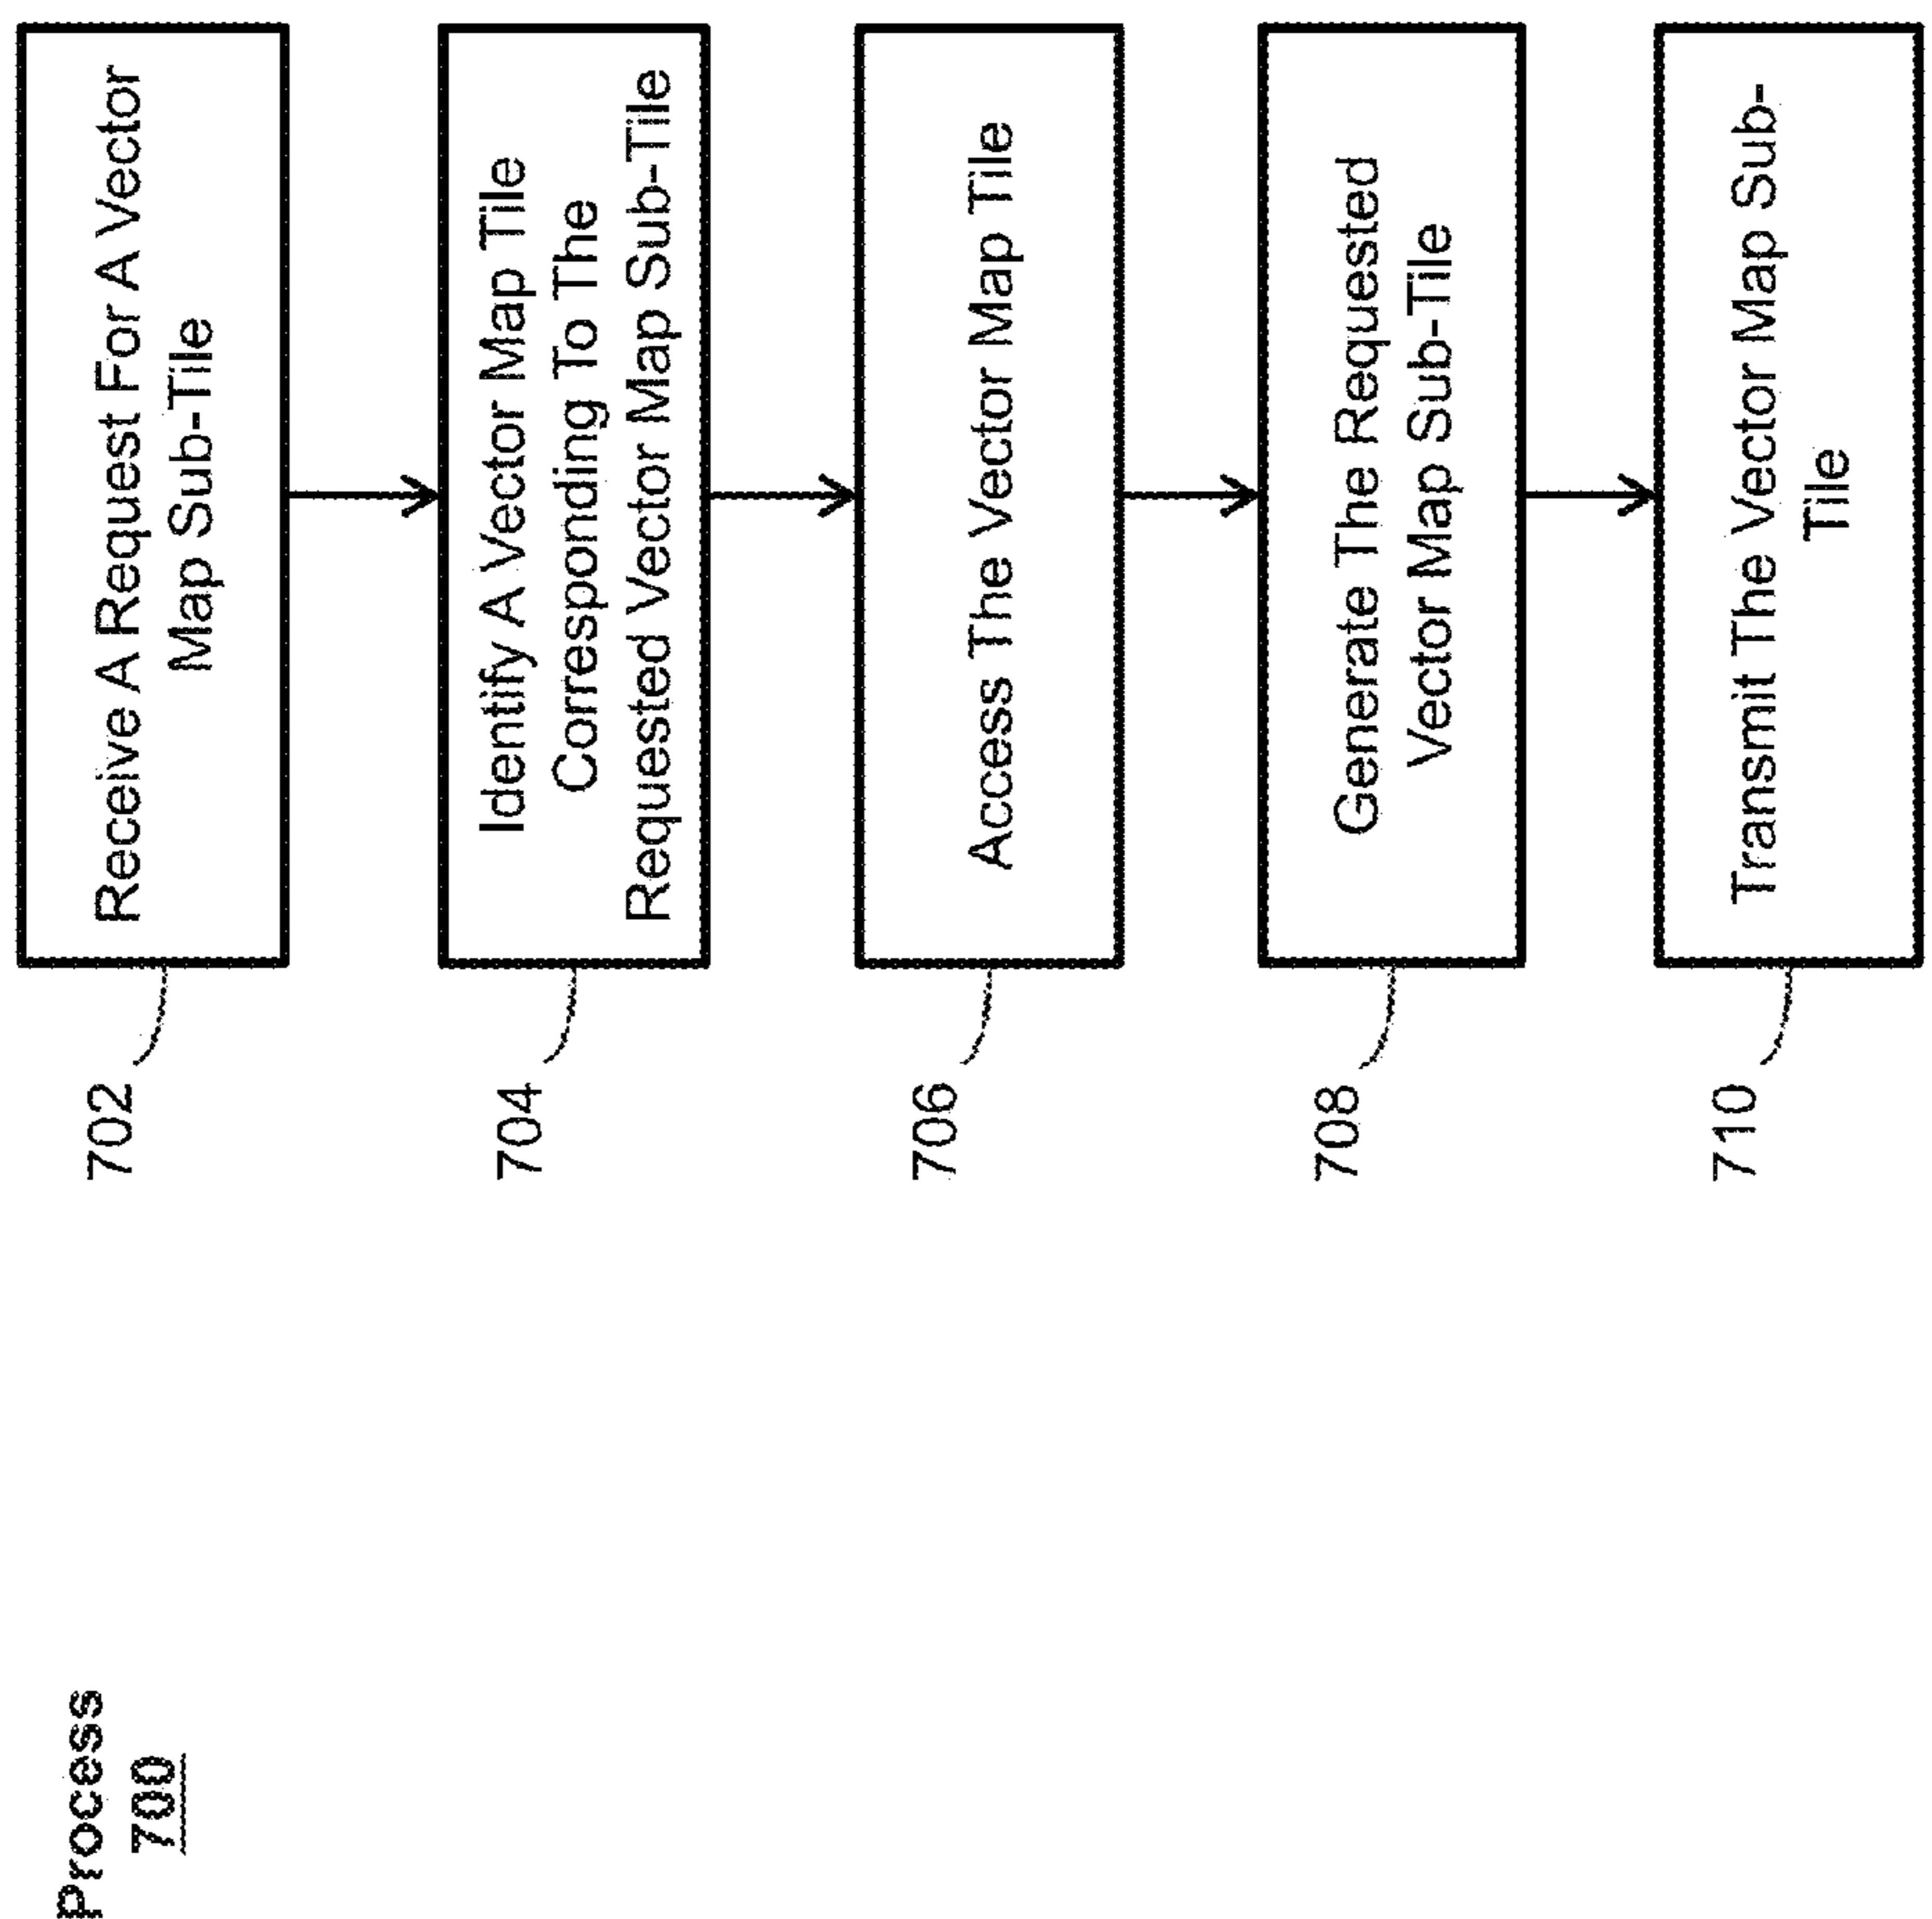 Process
700
702
Receive A Request For A Vector
Map Sub-Tile
704
Identify A Vector Map Tile
Corresponding To The
Requested Vector Map Sub-Tile
706
Access The Vector Map Tile
708
Generate The Requested
Vector Map Sub-Tile
710
Transmit The Vector Map Sub-
Tile